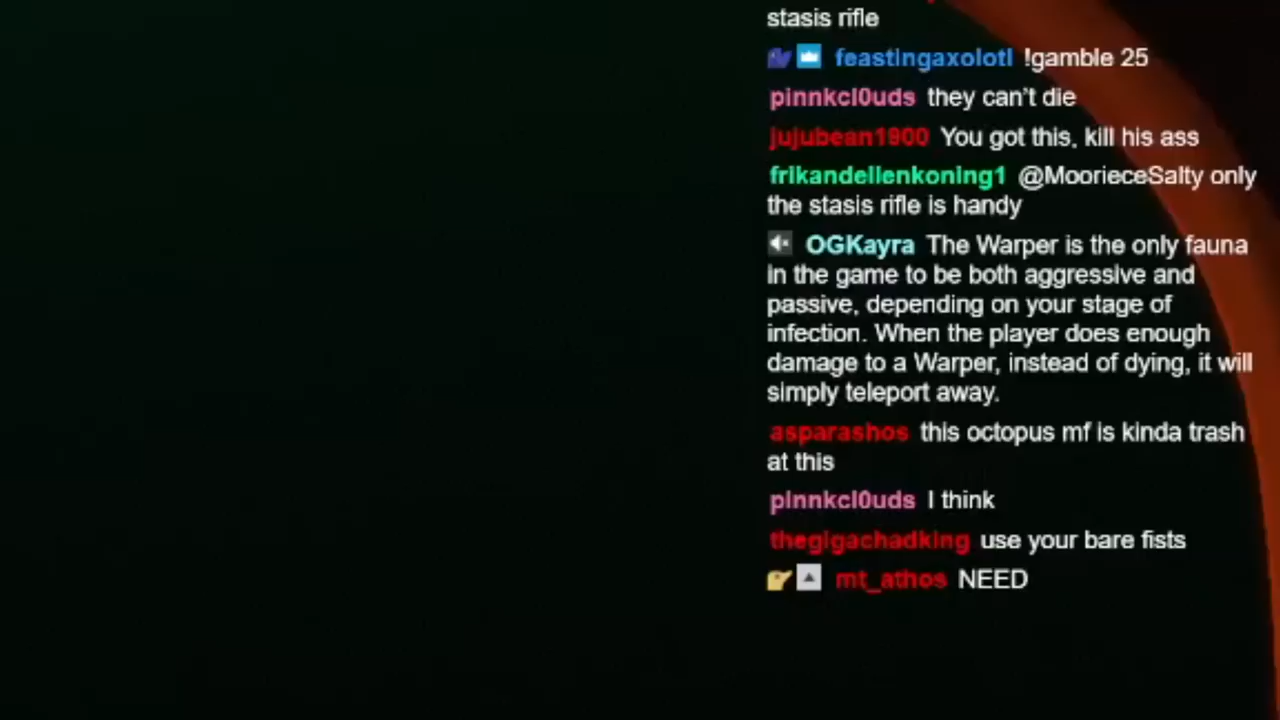 stasis rifle
feastingaxolotl !gamble 25
pinnkcl0uds they can't die
jujubean1900 You got this, kill his ass
frikandellenkoning1 @MoorieceSalty only
the stasis rifle is handy
OGKayra The Warper is the only fauna
in the game to be both aggressive and
passive, depending on your stage of
infection. When the player does enough
damage to a Warper, instead of dying, it will
simply teleport away.
asparashos this octopus mf is kinda trash
at this
pinnkcl0uds I think
thegigachadking use your bare fists
mt_athos NEED